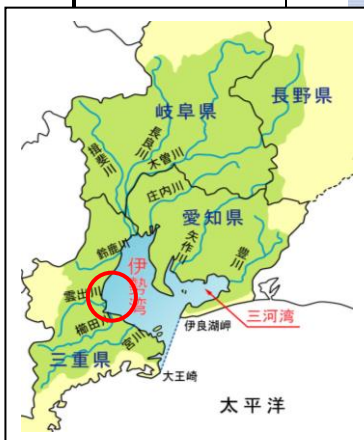 長野県
岐阜県
揖斐川
長良川
木曽川
庄内川
愛知県
矢作川
豊川
鈴鹿川
伊勢湾
雲出川
櫛田川
宮川
三重県
伊良湖岬
三河湾
大王崎
太平洋